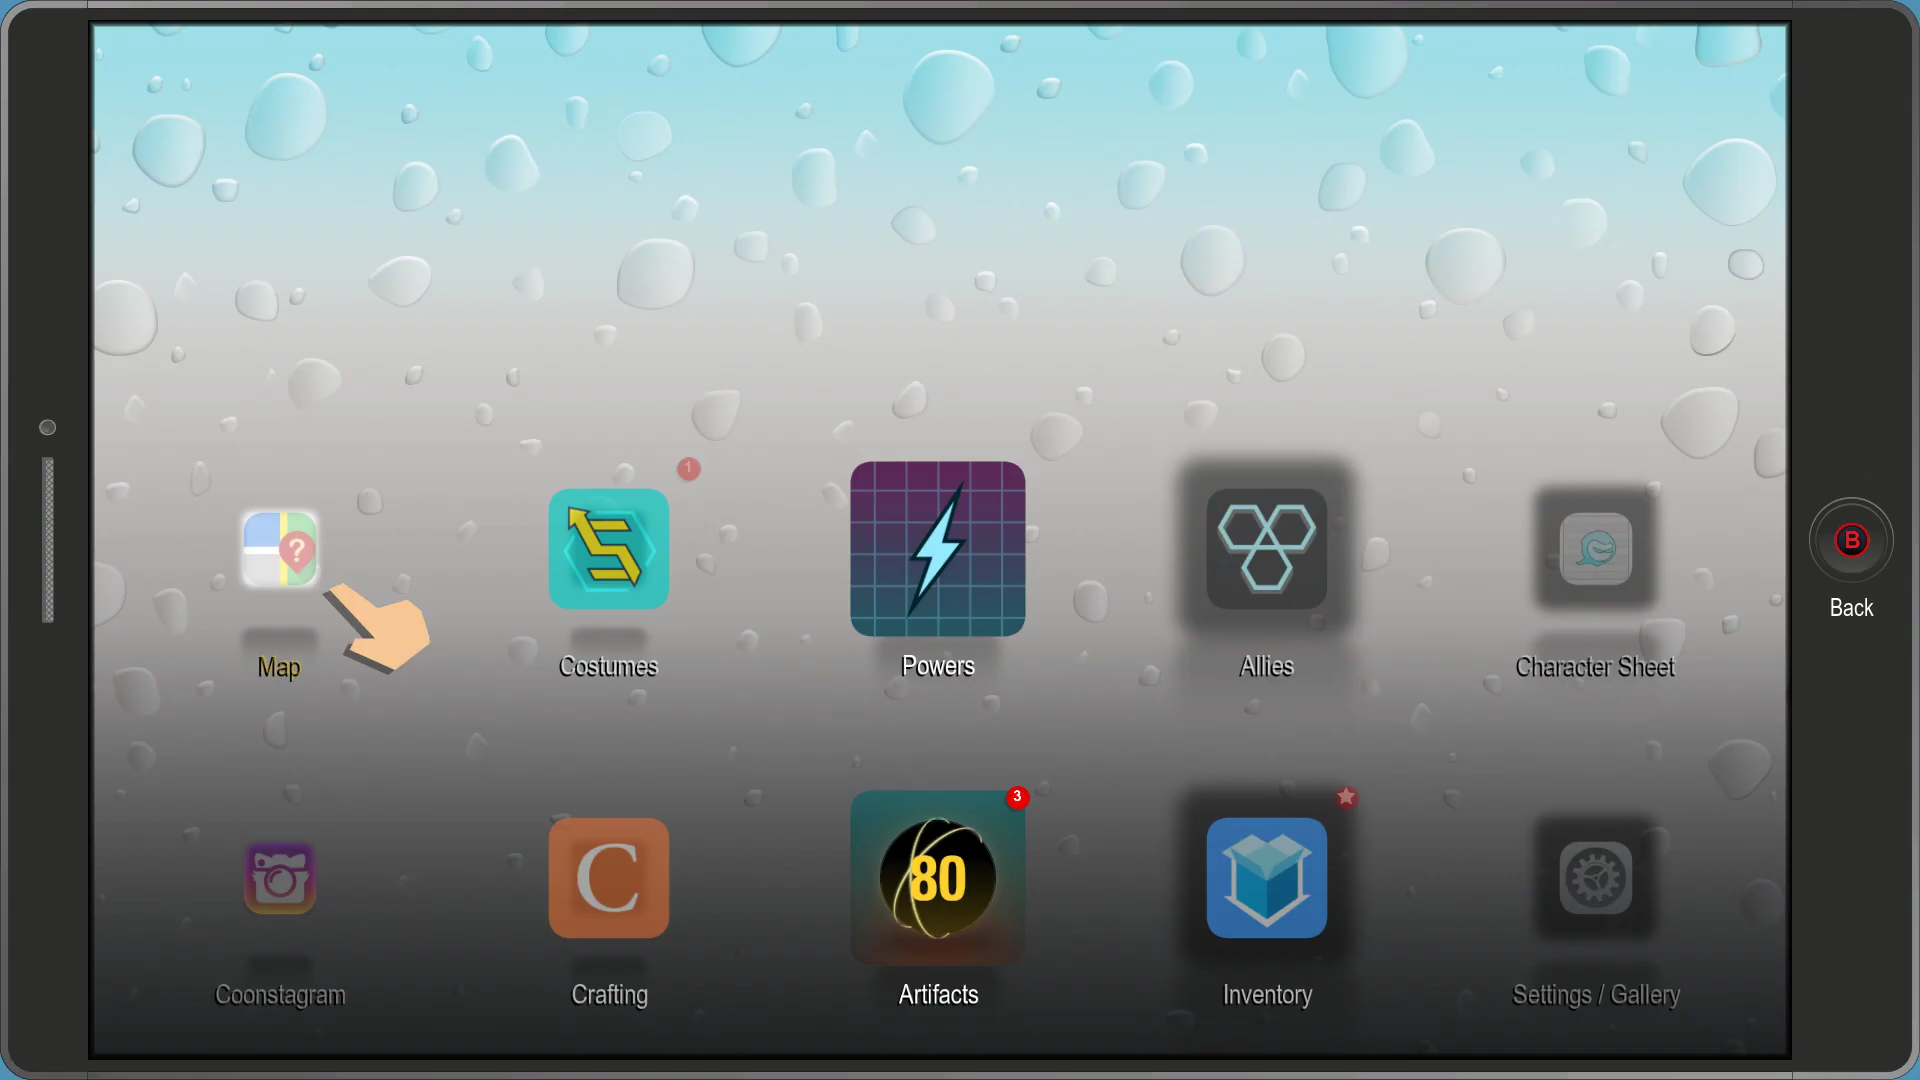 1
?
B
Back
Map
Costumes
Powers
Allies
Character Sheet
3
C
80
Coonstagram
Crafting
Artifacts
Inventory
Settings / Gallery